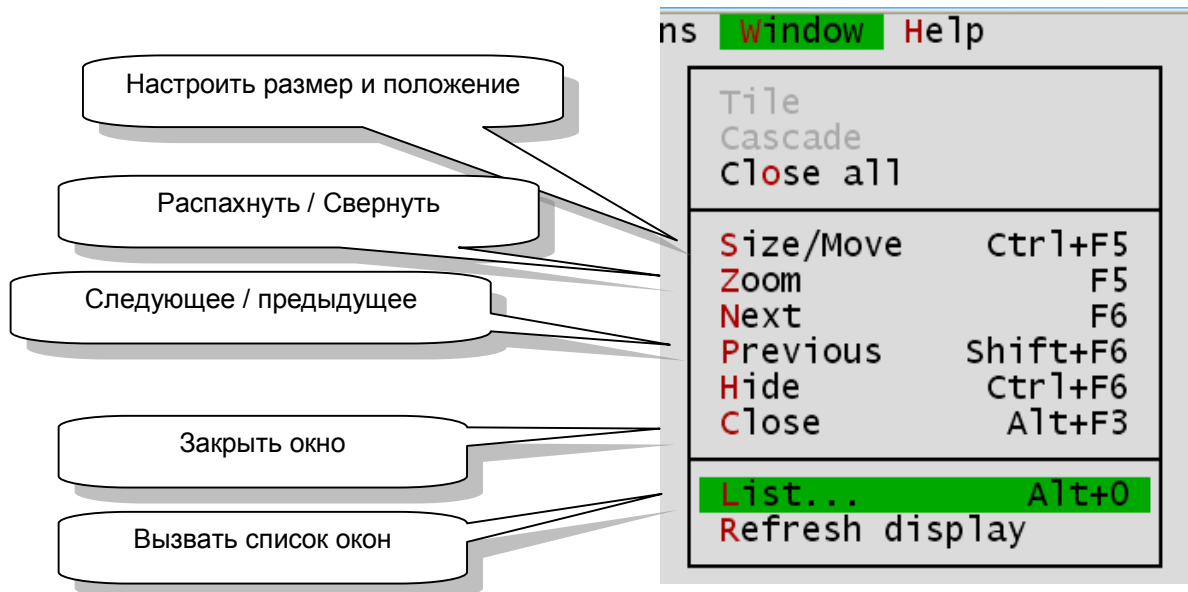 ns Window Help
Настроить размер и положение
Распахнуть / Свернуть
Следующее / предыдущее
Закрыть окно
Вызвать список окон
Tile
Cascade
Close all
Size/Move Ctrl+F5
Zoom F5
Next F6
Previous Shift+F6
Hide Ctrl+F6
Close Alt+F3
List... Alt+0
Refresh display